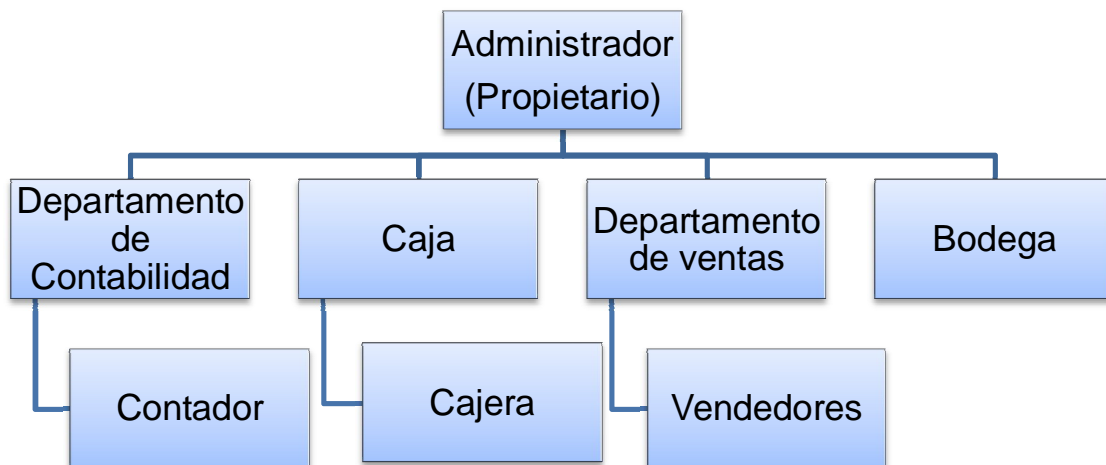 Administrador
(Propietario)
Departamento
de
Contabilidad
Caja
Departamento
de ventas
Bodega
Contador
Cajera
Vendedores